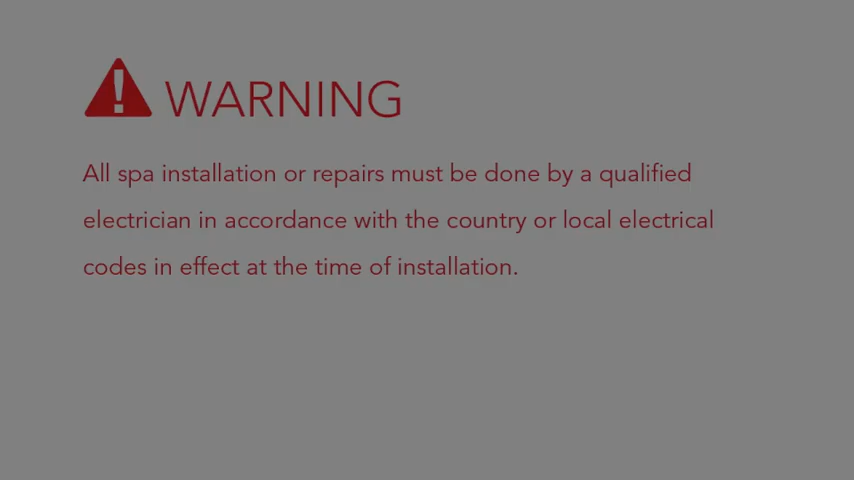 WARNING
All spa installation or repairs must be done by a qualified
electrician in accordance with the country or local electrical
codes in effect at the time of installation.